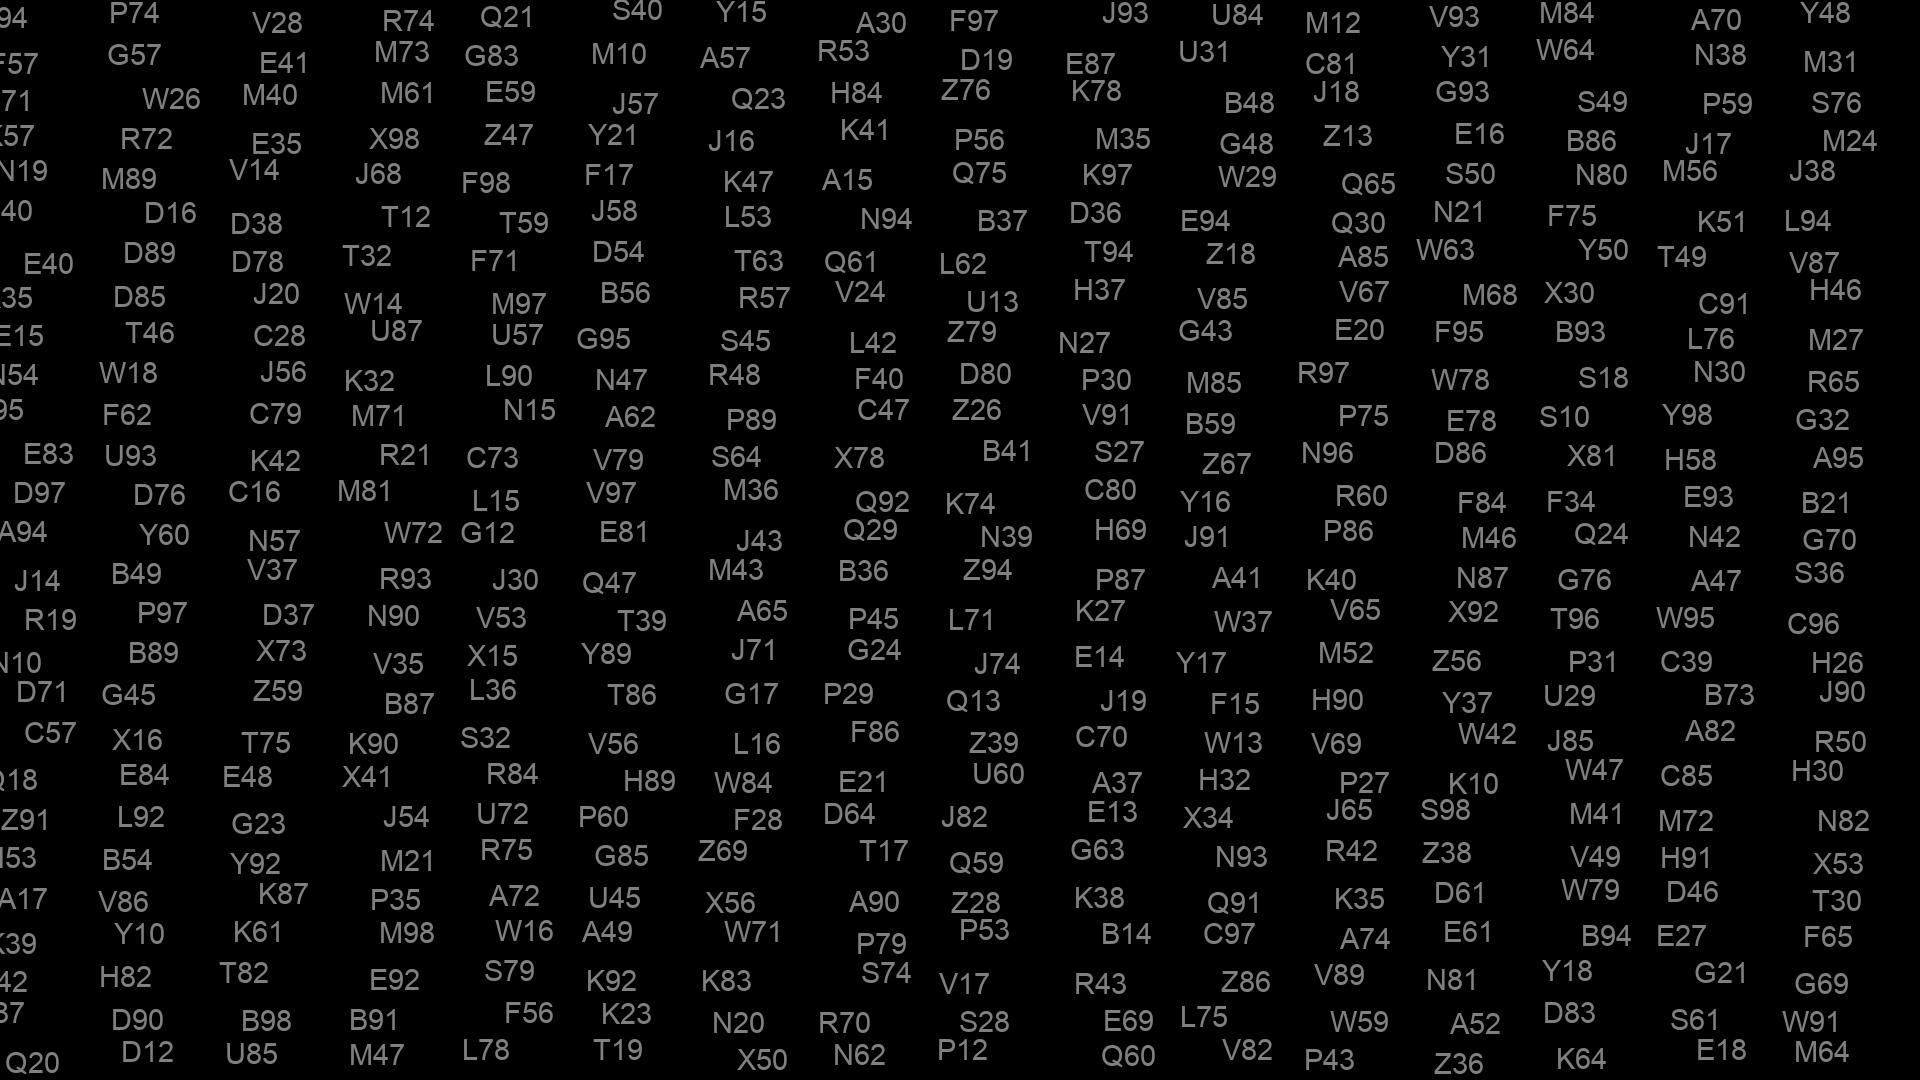 94 P74 V28 R74 Q21 S40 Y15 A30 F97 J93 U84 M12 V93 M84 A70 Y48
F57 G57 E41 M73 G83 M10 A57 R53 D19 E87 U31 C81 Y31 W64 N38 M31
71 W26 M40 M61 E59 J57 Q23 H84 Z76 K78 B48 J18 G93 S49 P59 S76
K57 R72 E35 X98 Z47 Y21 J16 K41 P56 M35 G48 Z13 E16 B86 J17 M24
N19 M89 V14 J68 F98 F17 K47 A15 Q75 K97 W29 Q65 S50 N80 M56 J38
40 D16 D38 T12 T59 J58 L53 N94 B37 D36 E94 Q30 N21 F75 K51 L94
E40 D89 D78 T32 F71 D54 T63 Q61 L62 T94 Z18 A85 W63 Y50 T49 V87
35 D85 J20 W14 M97 B56 R57 V24 U13 H37 V85 V67 M68 X30 C91 H46
E15 T46 C28 U87 U57 G95 S45 L42 Z79 N27 G43 E20 F95 B93 L76 M27
N54 W18 J56 K32 L90 N47 R48 F40 D80 P30 M85 R97 W78 S18 N30 R65
95 F62 C79 M71 N15 A62 P89 C47 Z26 V91 B59 P75 E78 S10 Y98 G32
E83 U93 K42 R21 C73 V79 S64 X78 B41 S27 Z67 N96 D86 X81 H58 A95
D97 D76 C16 M81 L15 V97 M36 Q92 K74 C80 Y16 R60 F84 F34 E93 B21
A94 Y60 N57 W72 G12 E81 J43 Q29 N39 H69 J91 P86 M46 Q24 N42 G70
J14 B49 V37 R93 J30 Q47 M43 B36 Z94 P87 A41 K40 N87 G76 A47 S36
R19 P97 D37 N90 V53 T39 A65 P45 L71 K27 W37 V65 X92 T96 W95 C96
N10 B89 X73 V35 X15 Y89 J71 G24 J74 E14 Y17 M52 Z56 P31 C39 H26
D71 G45 Z59 B87 L36 T86 G17 P29 Q13 J19 F15 H90 Y37 U29 B73 J90
C57 X16 T75 K90 S32 V56 L16 F86 Z39 C70 W13 V69 W42 J85 A82 R50
Q18 E84 E48 X41 R84 H89 W84 E21 U60 A37 H32 P27 K10 W47 C85 H30
Z91 L92 G23 J54 U72 P60 F28 D64 J82 E13 X34 J65 S98 M41 M72 N82
53 B54 Y92 M21 R75 G85 Z69 T17 Q59 G63 N93 R42 Z38 V49 H91 X53
A17 V86 K87 P35 A72 U45 X56 A90 Z28 K38 Q91 K35 D61 W79 D46 T30
K39 Y10 K61 M98 W16 A49 W71 P79 P53 B14 C97 A74 E61 B94 E27 F65
42 H82 T82 E92 S79 K92 K83 S74 V17 R43 Z86 V89 N81 Y18 G21 G69
37 D90 B98 B91 F56 K23 N20 R70 S28 E69 L75 W59 A52 D83 S61 W91
Q20 D12 U85 M47 L78 T19 X50 N62 P12 Q60 V82 P43 Z36 K64 E18 M64